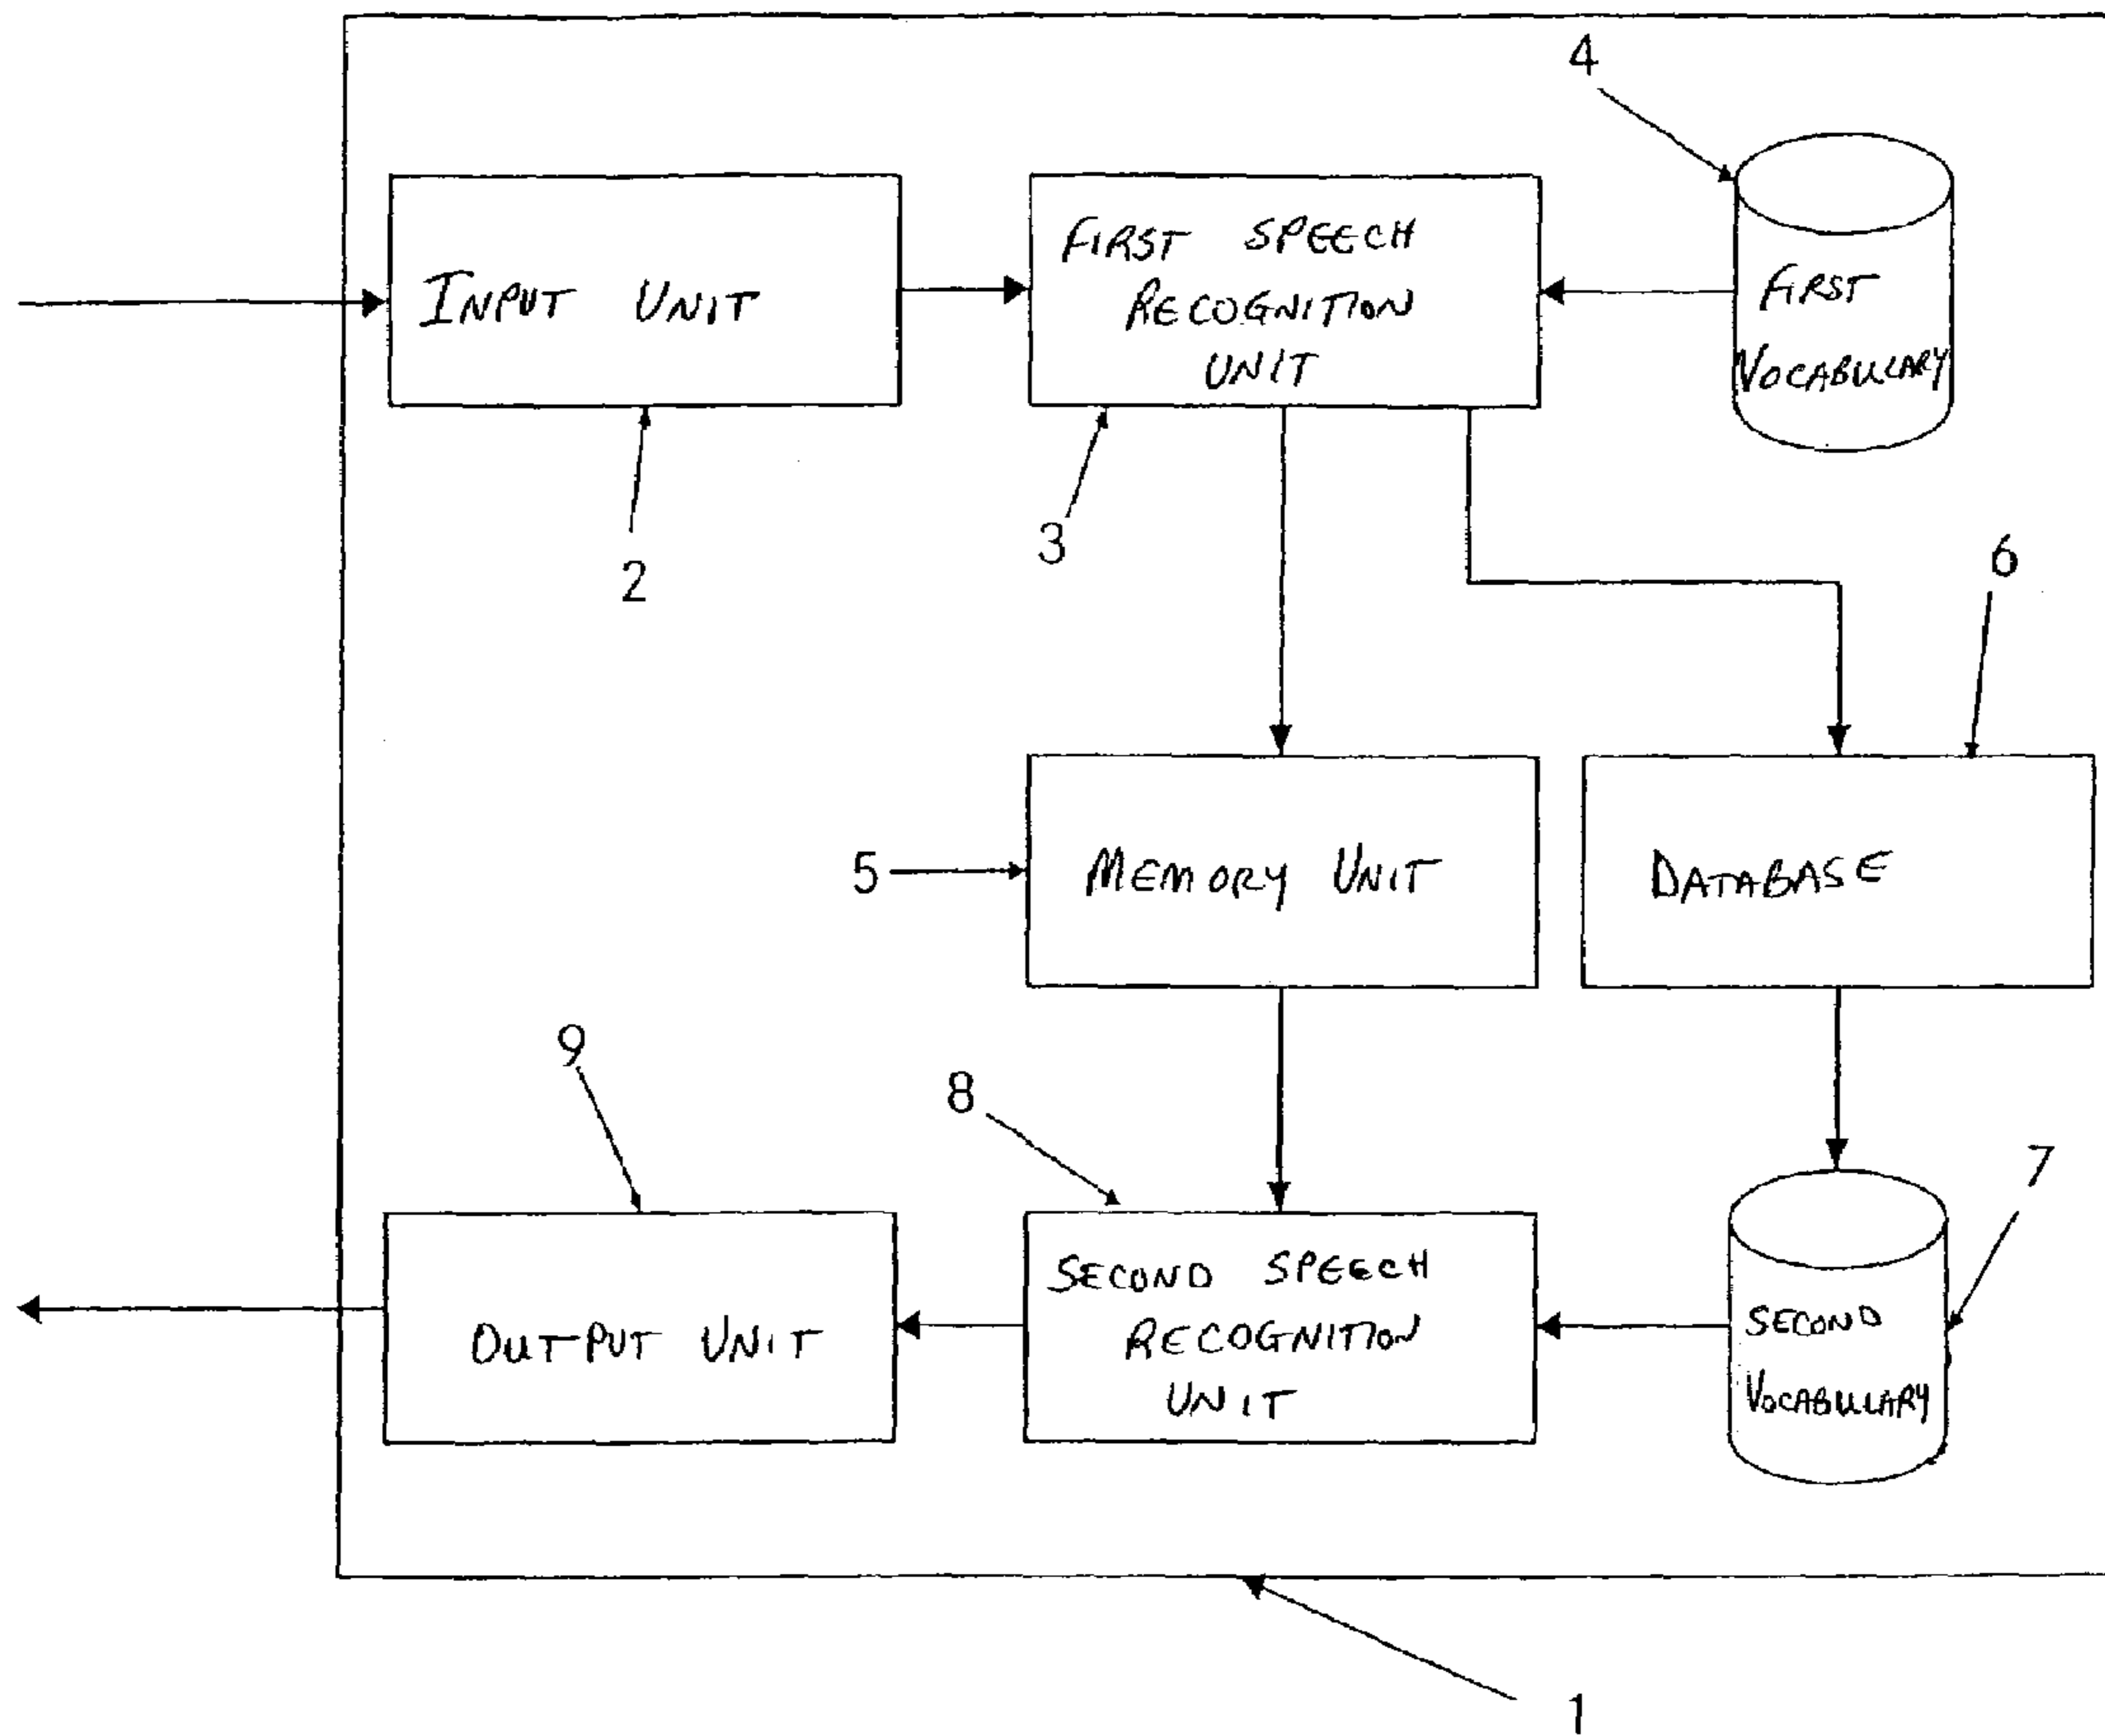 4
INPUT UNIT
FIRST SPEECH
RECOGNITION
UNIT
FIRST
VOCABULARY
2
3
6
5
MEMORY UNIT
DATABASE
9
8
7
OUTPUT UNIT
SECOND SPEECH
RECOGNITION
UNIT
SECOND
VOCABULARY
1